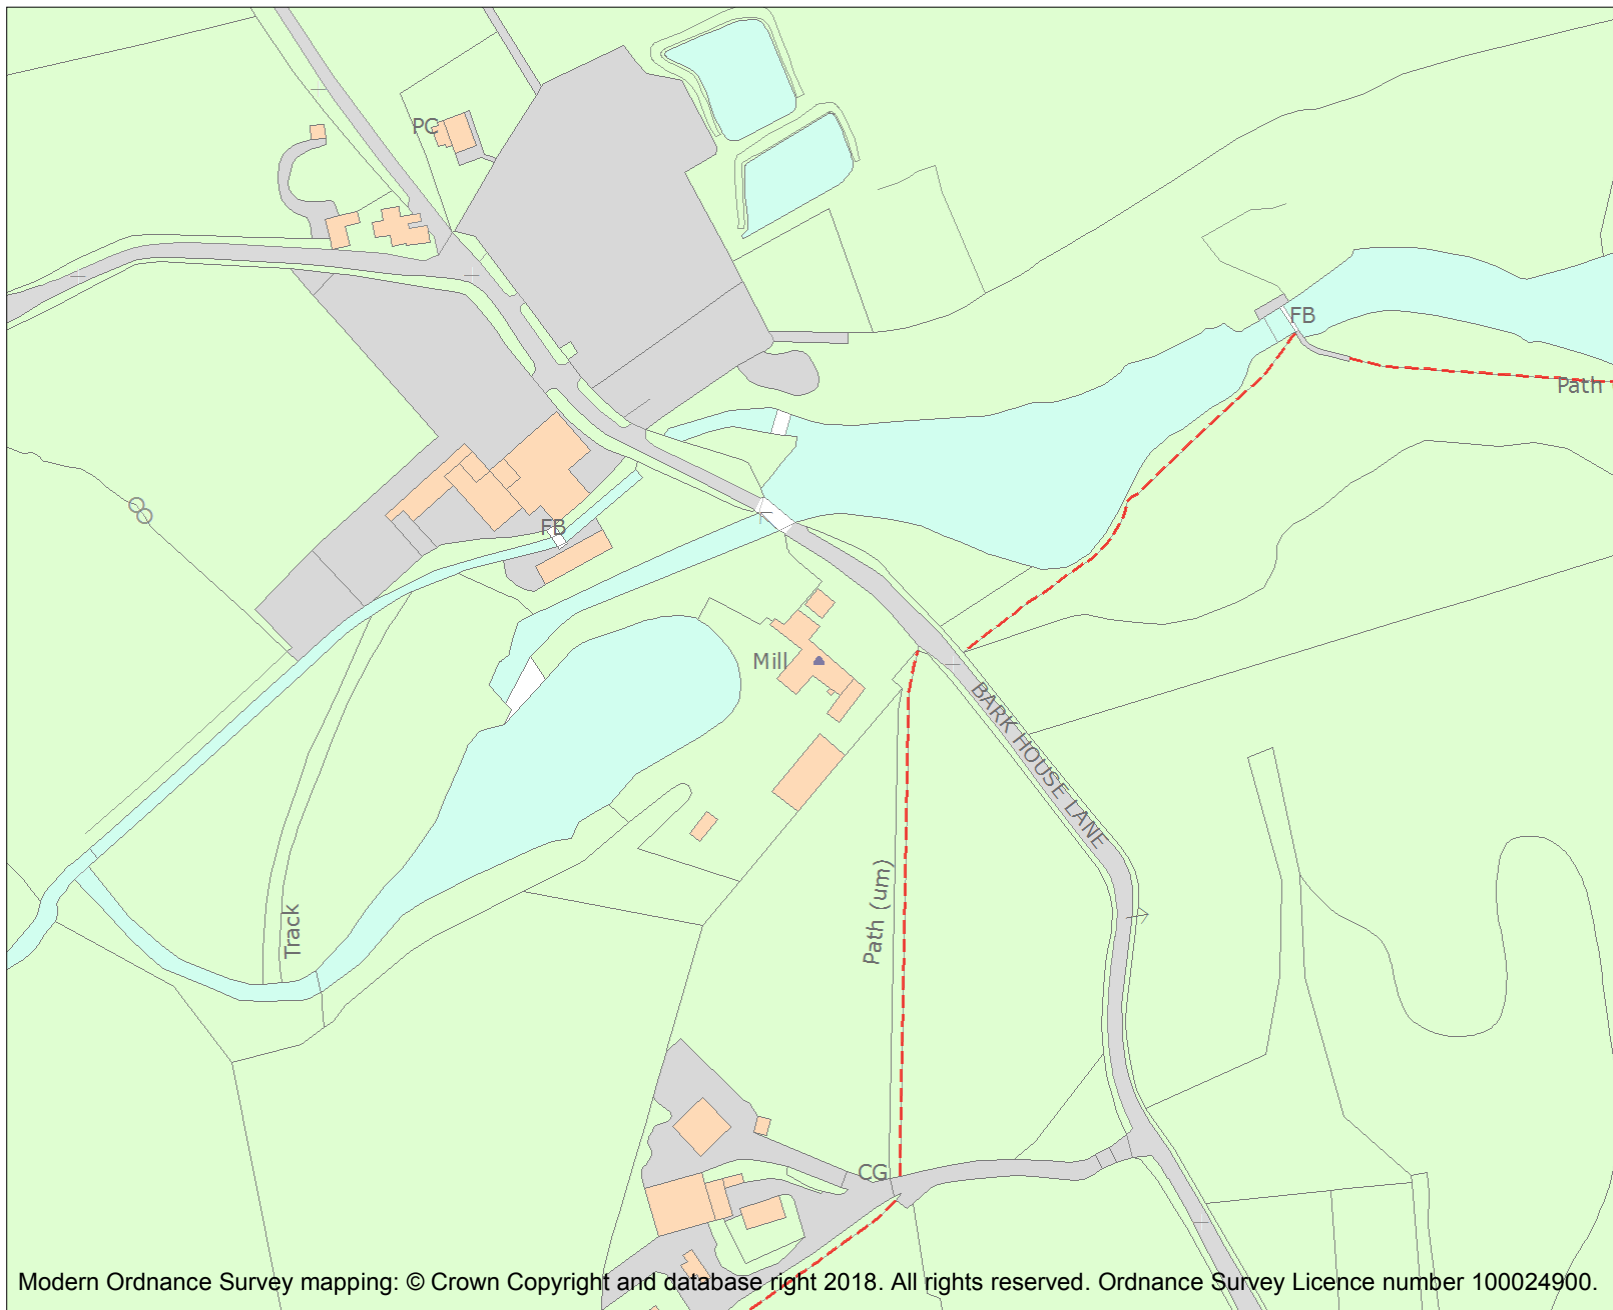 PC
FB
Path
FB
Mill
BARK HOUSE LANE
Path (um)
Track
CG
Modern Ordnance Survey mapping: © Crown Copyright and database right 2018. All rights reserved. Ordnance Survey Licence number 100024900.